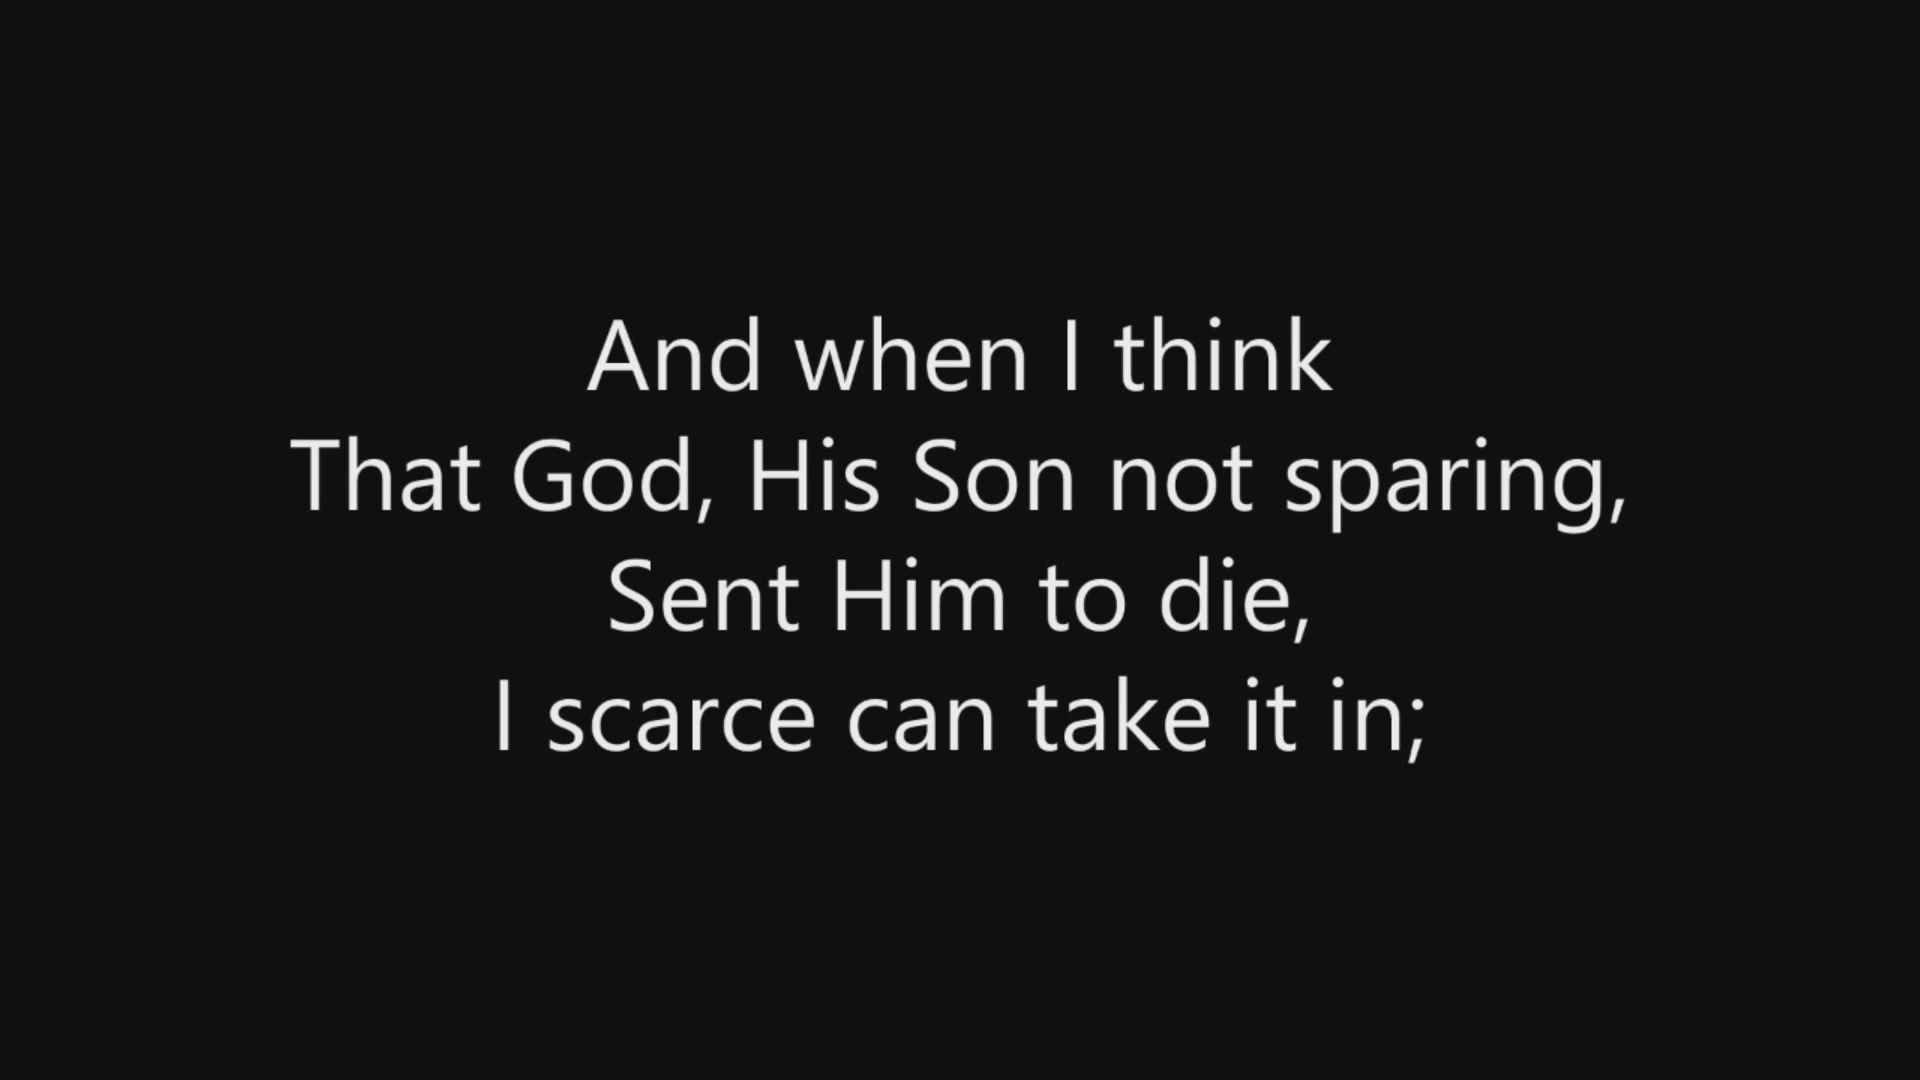 And when I think
That God, His Son not sparing,
Sent Him to die,
I scarce can take it in;